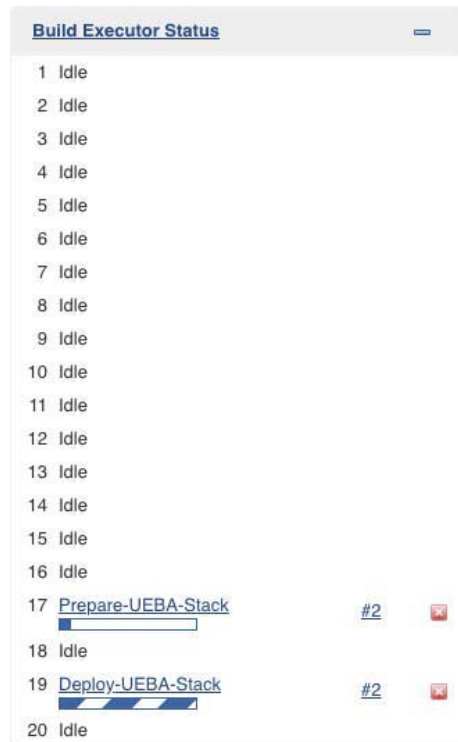 Build Executor Status
1 Idle
2 Idle
3 Idle
4 Idle
5 Idle
6 Idle
7 Idle
8 Idle
9 Idle
10 Idle
11 Idle
12 Idle
13 Idle
14 Idle
15 Idle
16 Idle
17 Prepare-UEBA-Stack #2
18 Idle
19 Deploy-UEBA-Stack #2
20 Idle